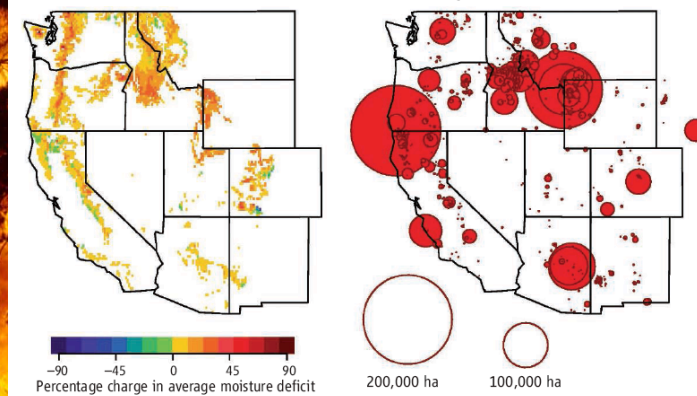 −90 −45 0 45 90
Percentage charge in average moisture deficit
200,000 ha 100,000 ha